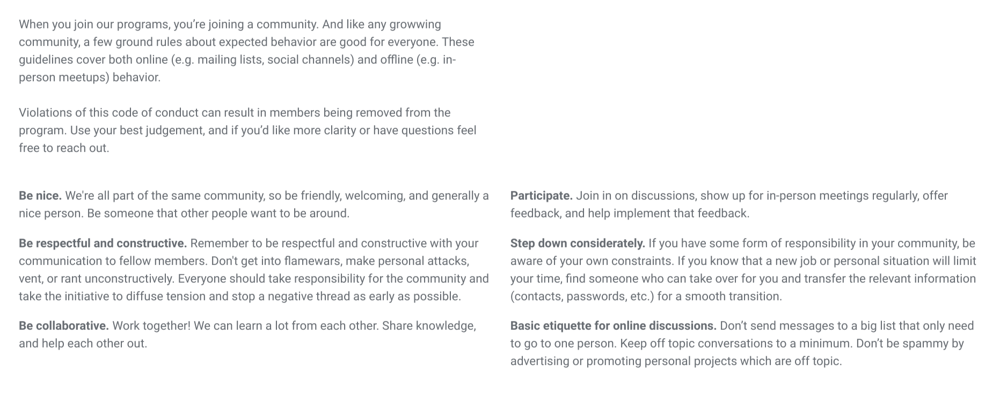 When you join our programs, you’re joining a community. And like any growwing
community, a few ground rules about expected behavior are good for everyone. These
guidelines cover both online (e.g. mailing lists, social channels) and offline (e.g. in-
person meetups) behavior.
Violations of this code of conduct can result in members being removed from the
program. Use your best judgement, and if you’d like more clarity or have questions feel
free to reach out.
Be nice. We're all part of the same community, so be friendly, welcoming, and generally a
nice person. Be someone that other people want to be around.
Be respectful and constructive. Remember to be respectful and constructive with your
communication to fellow members. Don't get into flamewars, make personal attacks,
vent, or rant unconstructively. Everyone should take responsibility for the community and
take the initiative to diffuse tension and stop a negative thread as early as possible.
Be collaborative. Work together! We can learn a lot from each other. Share knowledge,
and help each other out.
Participate. Join in on discussions, show up for in-person meetings regularly, offer
feedback, and help implement that feedback.
Step down considerately. If you have some form of responsibility in your community, be
aware of your own constraints. If you know that a new job or personal situation will limit
your time, find someone who can take over for you and transfer the relevant information
(contacts, passwords, etc.) for a smooth transition.
Basic etiquette for online discussions. Don’t send messages to a big list that only need
to go to one person. Keep off topic conversations to a minimum. Don’t be spammy by
advertising or promoting personal projects which are off topic.